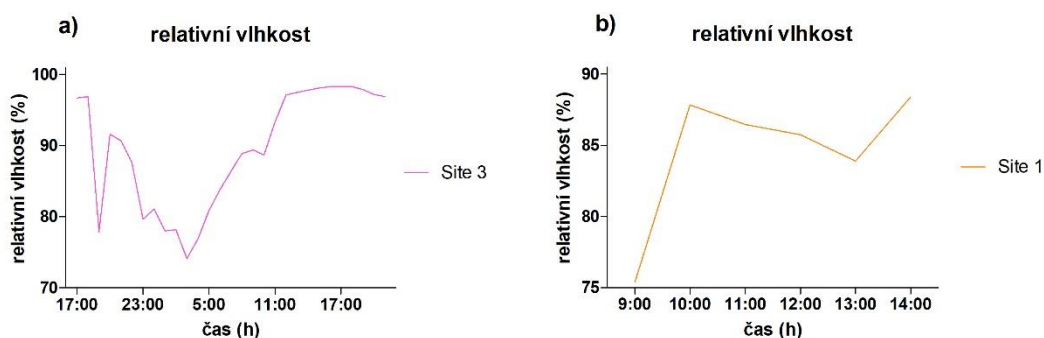 a)
relativní vlhkost
relativní vlhkost (%)
100
90
80
70
17:00 23:00 5:00 11:00 17:00
čas (h)
Site 3
b)
relativní vlhkost
relativní vlhkost (%)
90
85
80
75
9:00 10:00 11:00 12:00 13:00 14:00
čas (h)
Site 1